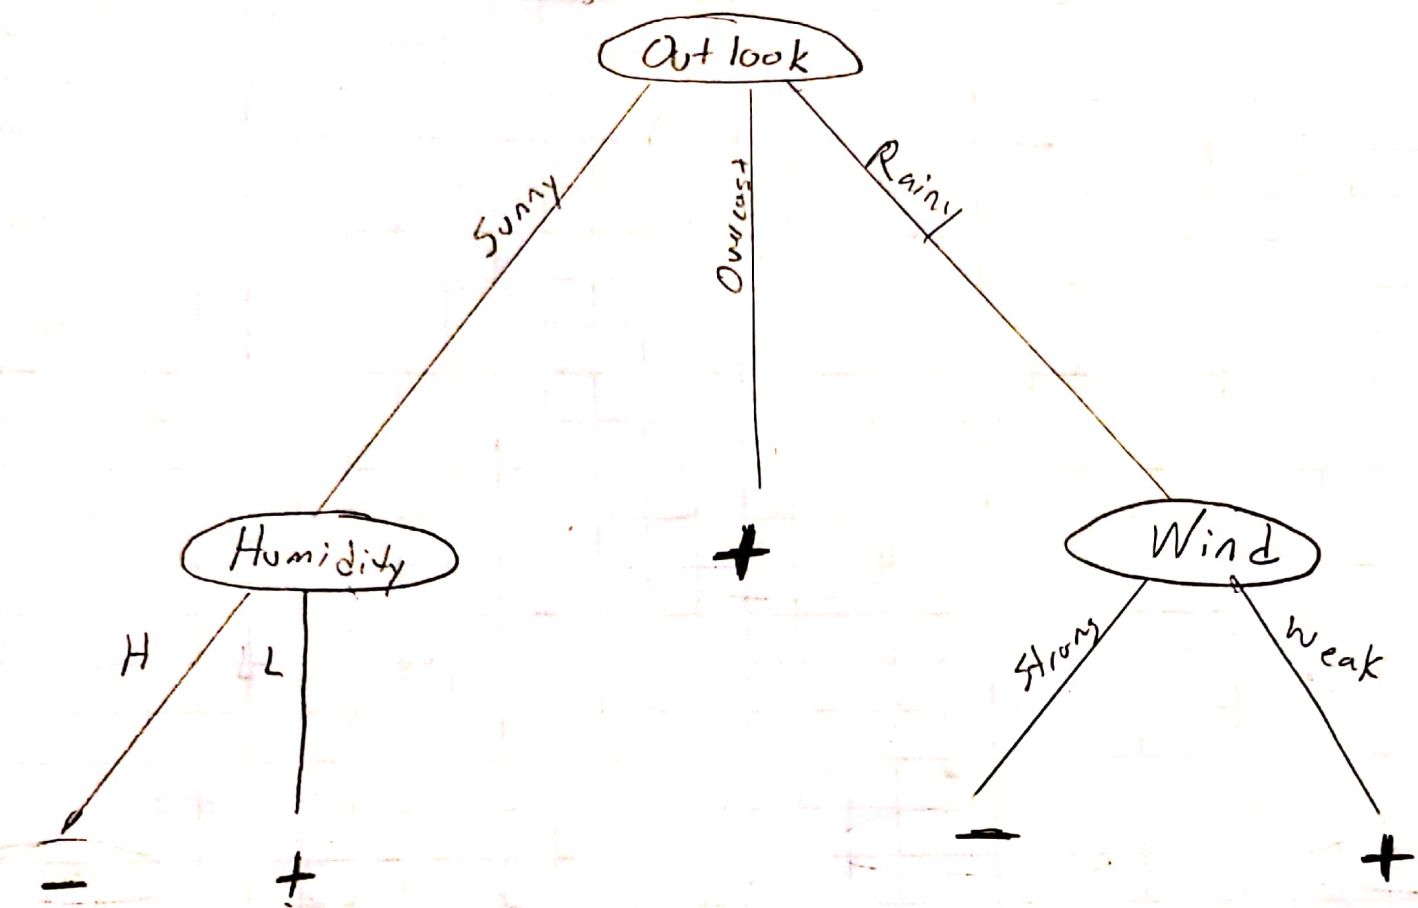 Outlook
Sunny
Overcast
Rainy
Humidity
+
Wind
H
L
Strong
Weak
-
+
-
+